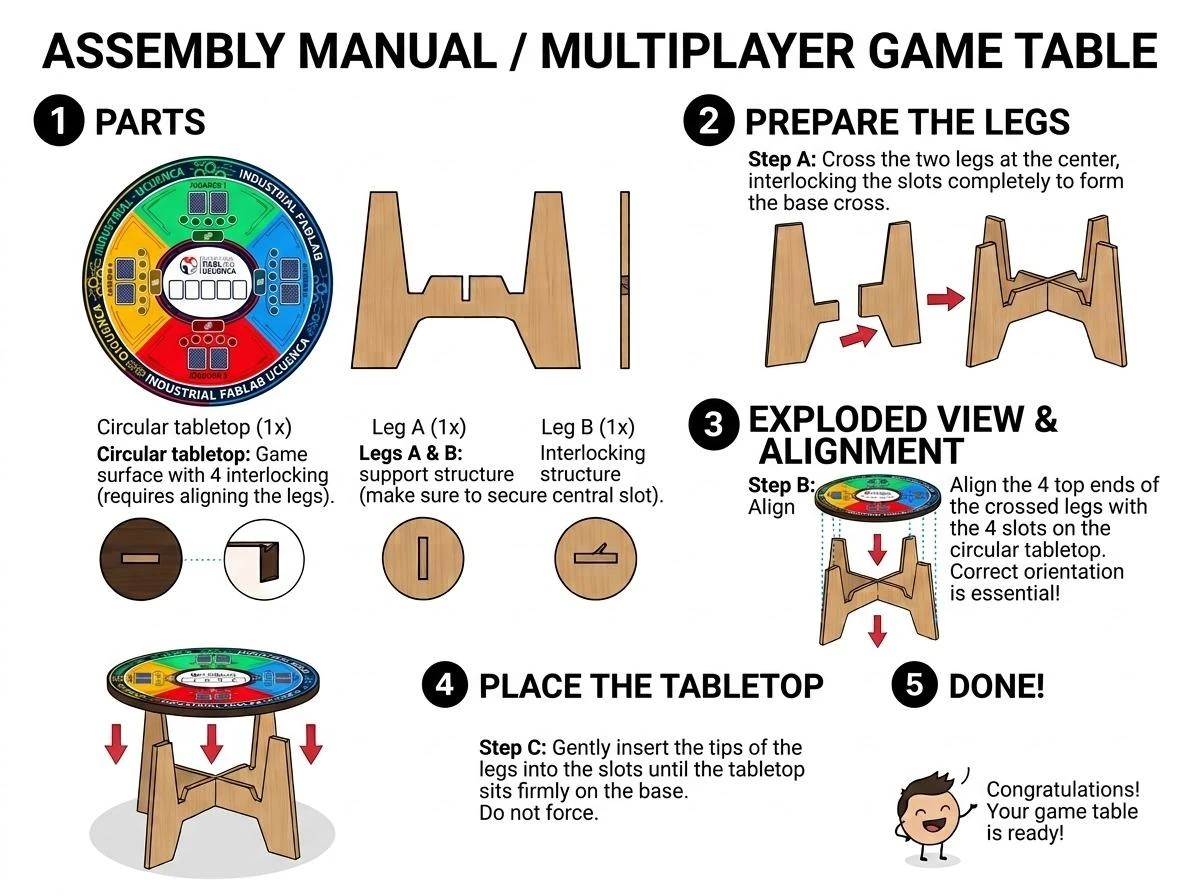 ASSEMBLY MANUAL / MULTIPLAYER GAME TABLE
1 PARTS
INDUSTRIAL FABLAB
INDUSTRIAL FABLAB UCUENCA
Circular tabletop (1x)
Circular tabletop: Game
surface with 4 interlocking
(requires aligning the legs).
Leg A (1x)
Legs A & B:
support structure
(make sure to secure central slot).
Leg B (1x)
Interlocking
structure
2 PREPARE THE LEGS
Step A: Cross the two legs at the center,
interlocking the slots completely to form
the base cross.
3 EXPLODED VIEW &
ALIGNMENT
Step B:
Align
Align the 4 top ends of
the crossed legs with
the 4 slots on the
circular tabletop.
Correct orientation
is essential!
4 PLACE THE TABLETOP
Step C: Gently insert the tips of the
legs into the slots until the tabletop
sits firmly on the base.
Do not force.
5 DONE!
Congratulations!
Your game table
is ready!